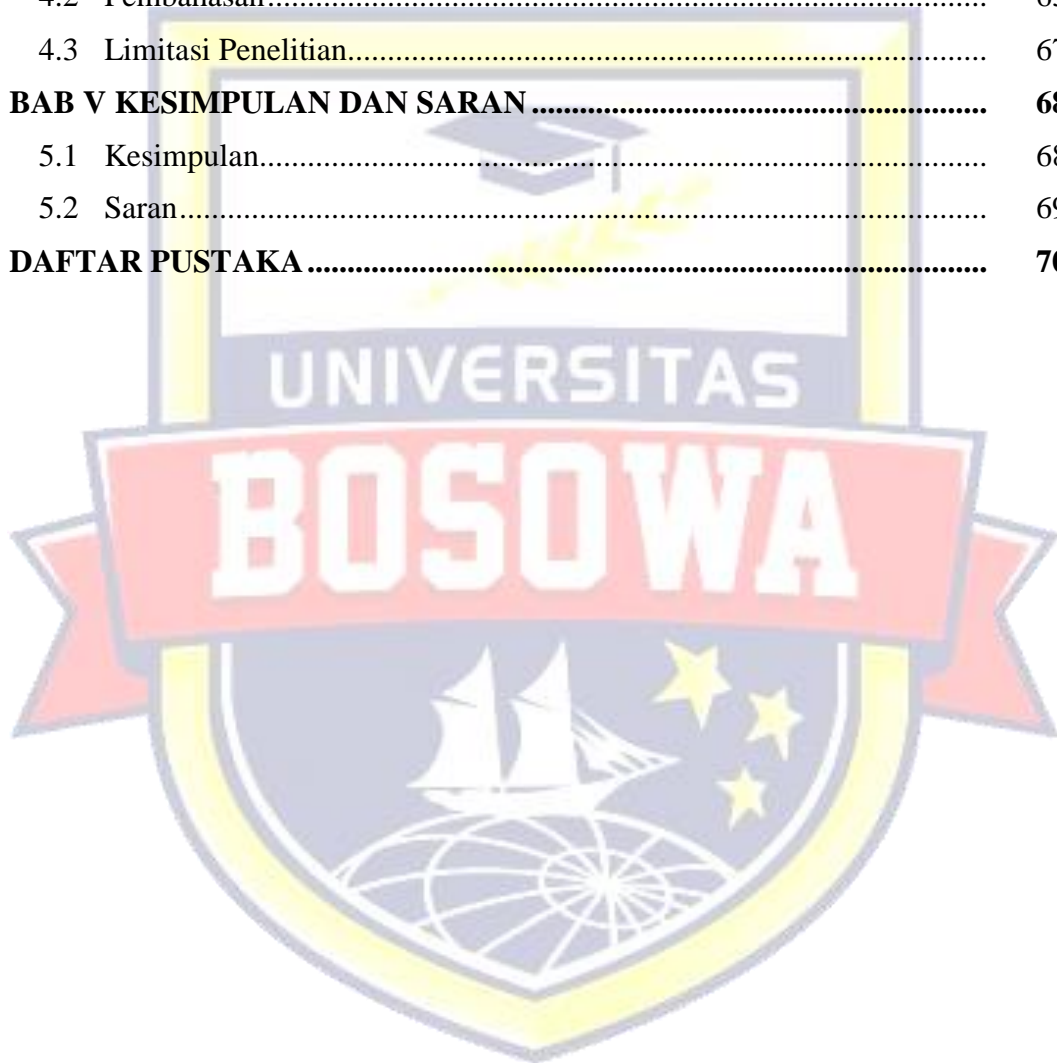 4.3 Limitasi Penelitian........................................................................................ 67
BAB V KESIMPULAN DAN SARAN ............................................................. 68
5.1 Kesimpulan.................................................................................................... 68
5.2 Saran............................................................................................................... 69
DAFTAR PUSTAKA ........................................................................................... 70
UNIVERSITAS
BOSOWA